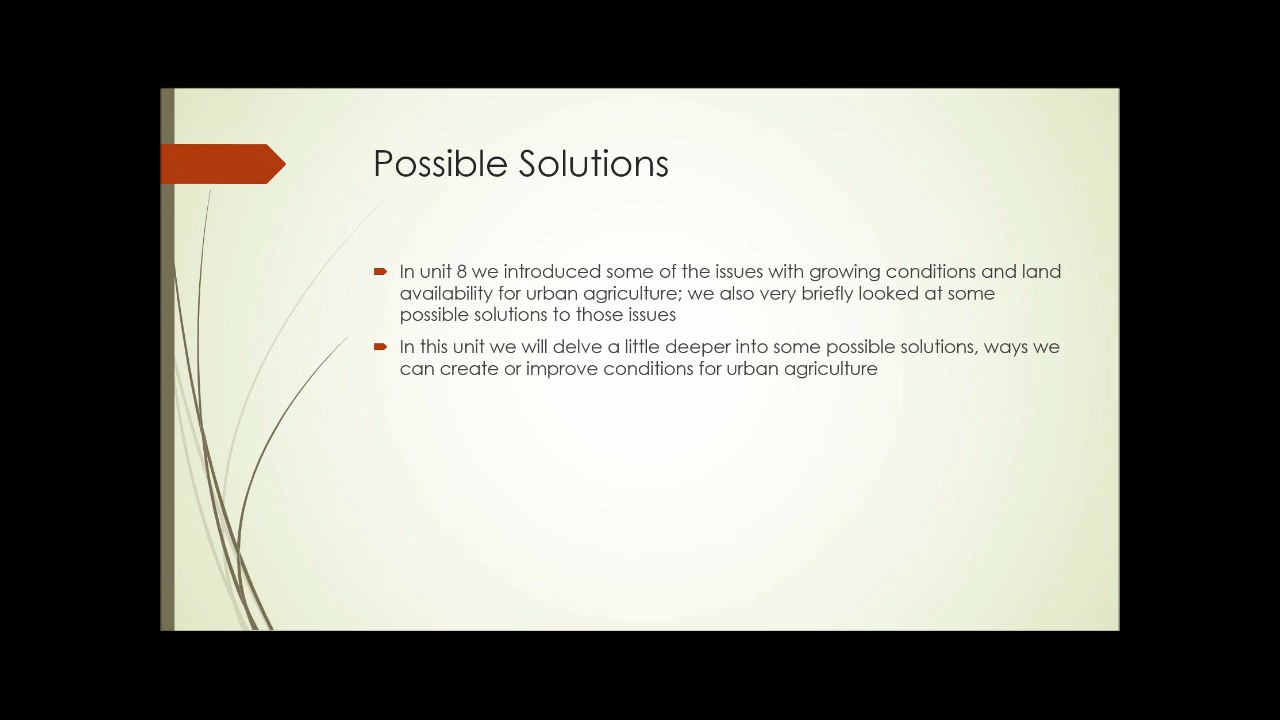 Possible Solutions
In unit 8 we introduced some of the issues with growing conditions and land
availability for urban agriculture; we also very briefly looked at some
possible solutions to those issues
In this unit we will delve a little deeper into some possible solutions, ways we
can create or improve conditions for urban agriculture